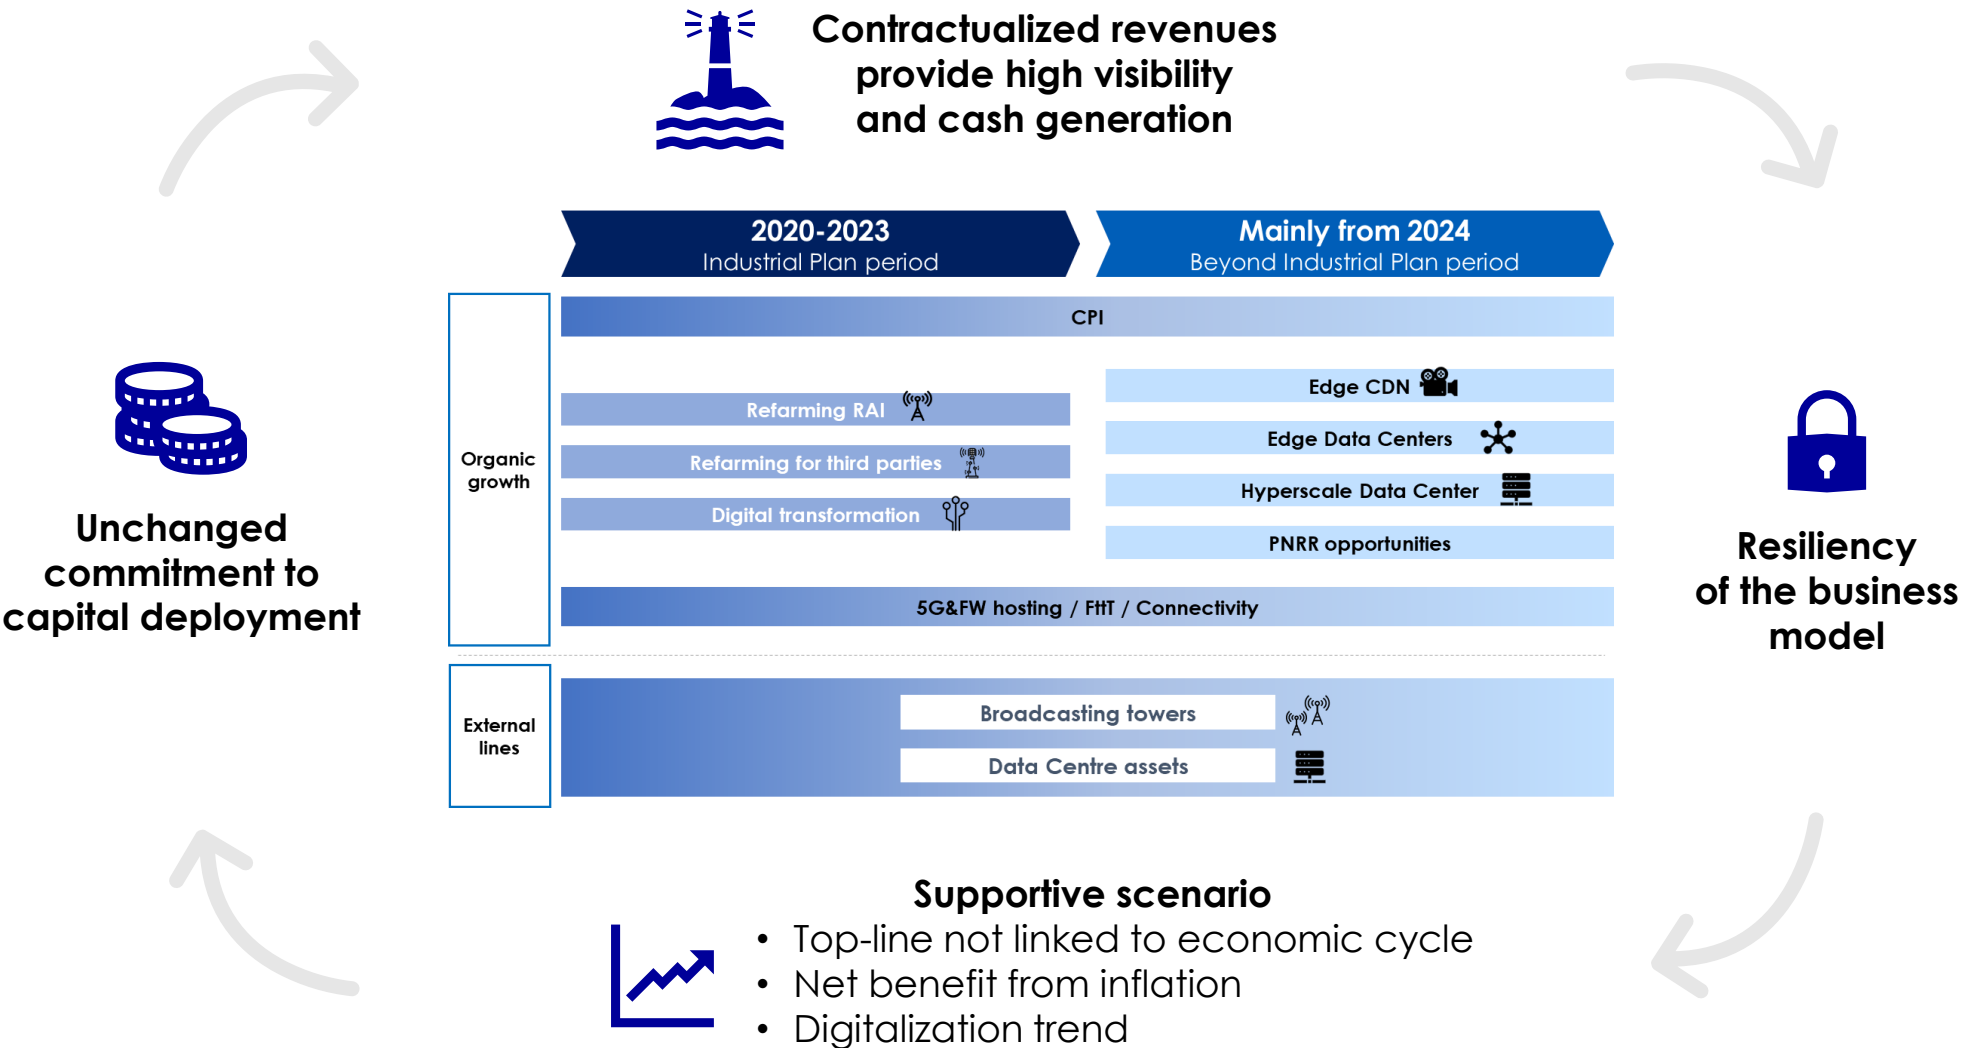 Contractualized revenues
provide high visibility
and cash generation
2020-2023
Industrial Plan period
Mainly from 2024
Beyond Industrial Plan period
Organic
growth
CPI
Refarming RAI
Refarming for third parties
Digital transformation
Edge CDN
Edge Data Centers
Hyperscale Data Center
PNRR opportunities
5G&FW hosting / FttT / Connectivity
External
lines
Broadcasting towers
Data Centre assets
Unchanged
commitment to
capital deployment
Resiliency
of the business
model
Supportive scenario
• Top-line not linked to economic cycle
• Net benefit from inflation
• Digitalization trend